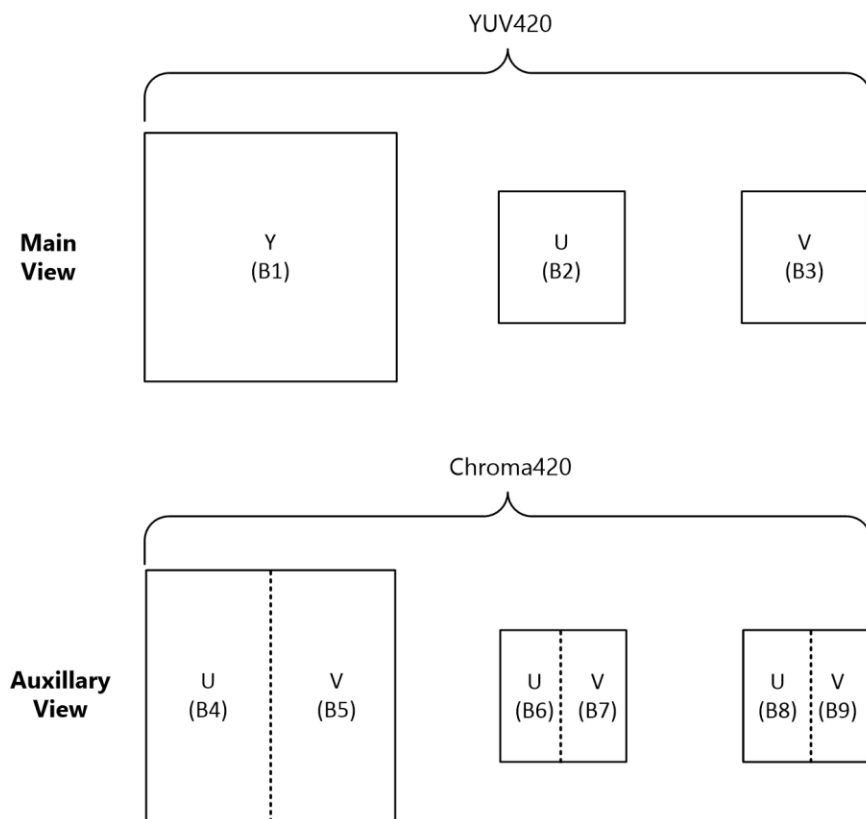 YUV420
Main
View
Y
(B1)
U
(B2)
V
(B3)
Chroma420
Auxillary
View
U
(B4)
V
(B5)
U
(B6)
V
(B7)
U
(B8)
V
(B9)